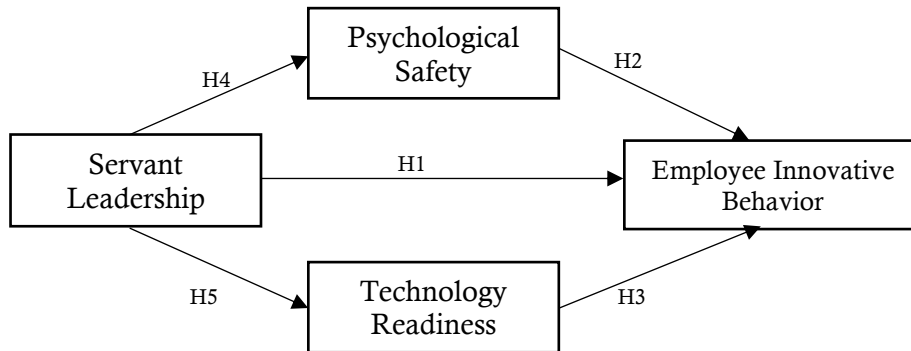 Psychological
Safety
H4
H2
Servant
Leadership
H1
Employee Innovative
Behavior
H5
Technology
Readiness
H3